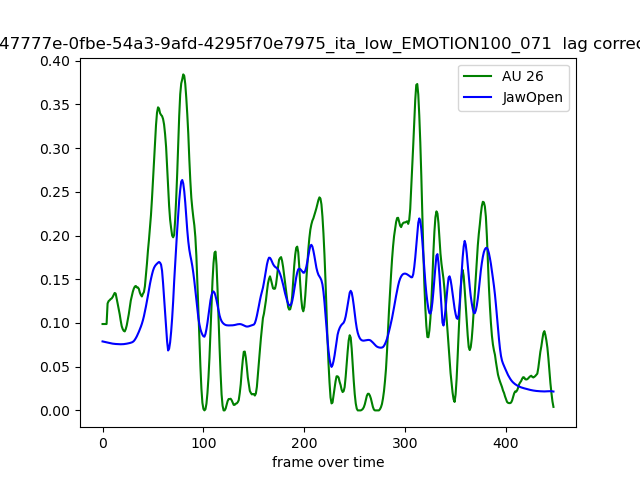 47777e-0fbe-54a3-9afd-4295f70e7975_ita_low_EMOTION100_071 lag correc
AU 26
JawOpen
0.40
0.35
0.30
0.25
0.20
0.15
0.10
0.05
0.00
0 100 200 300 400
frame over time